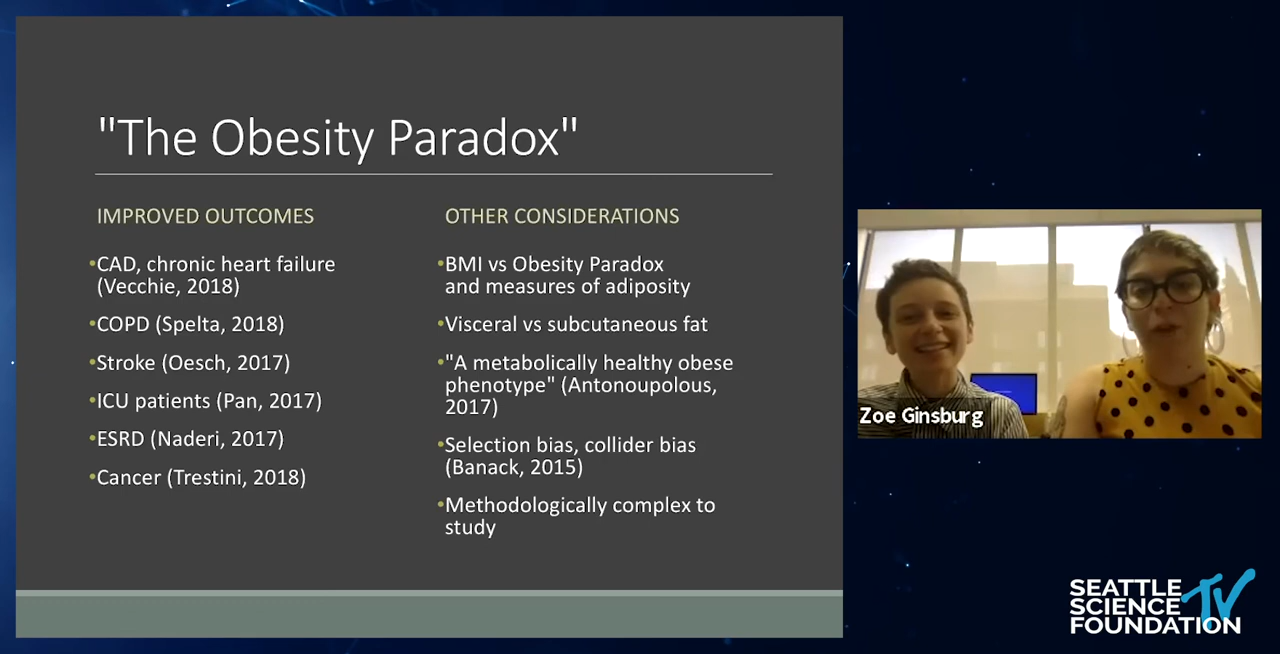 "The Obesity Paradox"
IMPROVED OUTCOMES
•CAD, chronic heart failure
(Vecchie, 2018)
•COPD (Spelta, 2018)
•Stroke (Oesch, 2017)
•ICU patients (Pan, 2017)
•ESRD (Naderi, 2017)
•Cancer (Trestini, 2018)
OTHER CONSIDERATIONS
•BMI vs Obesity Paradox
and measures of adiposity
•Visceral vs subcutaneous fat
•"A metabolically healthy obese
phenotype" (Antonoupolous,
2017)
•Selection bias, collider bias
(Banack, 2015)
•Methodologically complex to
study
Zoe Ginsburg
SEATTLE
SCIENCE TV
FOUNDATION